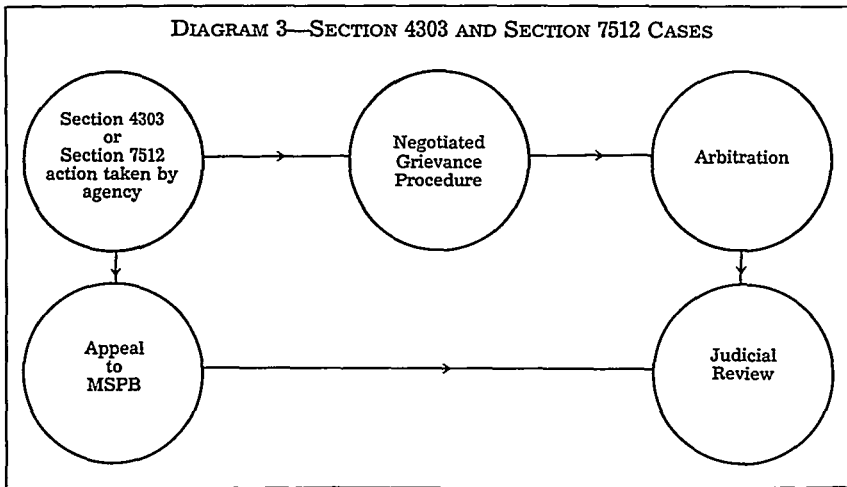 DIAGRAM 3—SECTION 4303 AND SECTION 7512 CASES
Section 4303
or
Section 7512
action taken by
agency
Negotiated
Grievance
Procedure
Arbitration
Appeal
to
MSPB
Judicial
Review